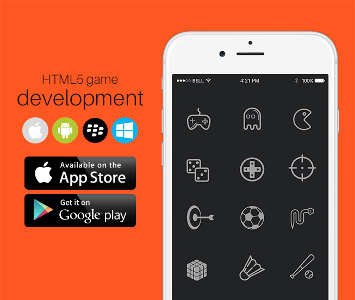 HTML5 game
development
Available on the
App Store
Get it on
Google play
BELL
4:21 PM
100%